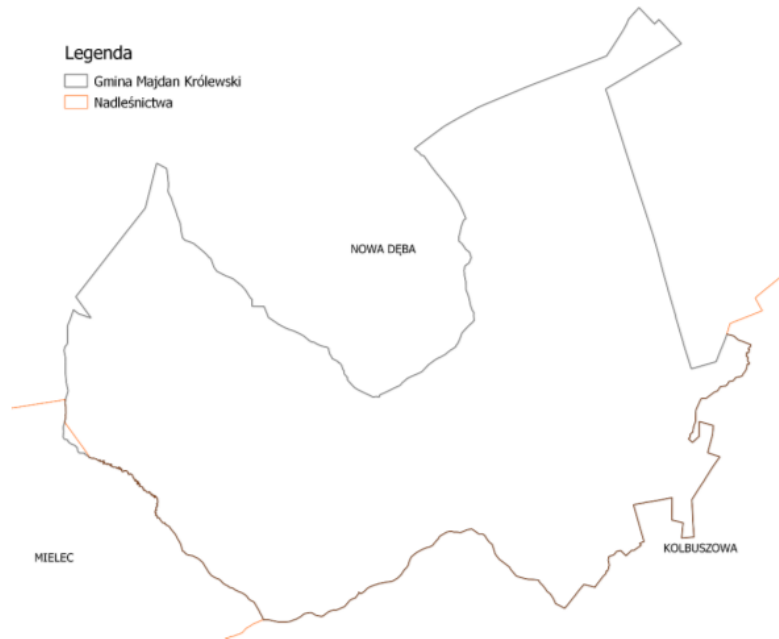 Legenda
Gmina Majdan Królewski
Nadleśnictwa
NOWA DĘBA
KOLBUSZOWA
MIELEC